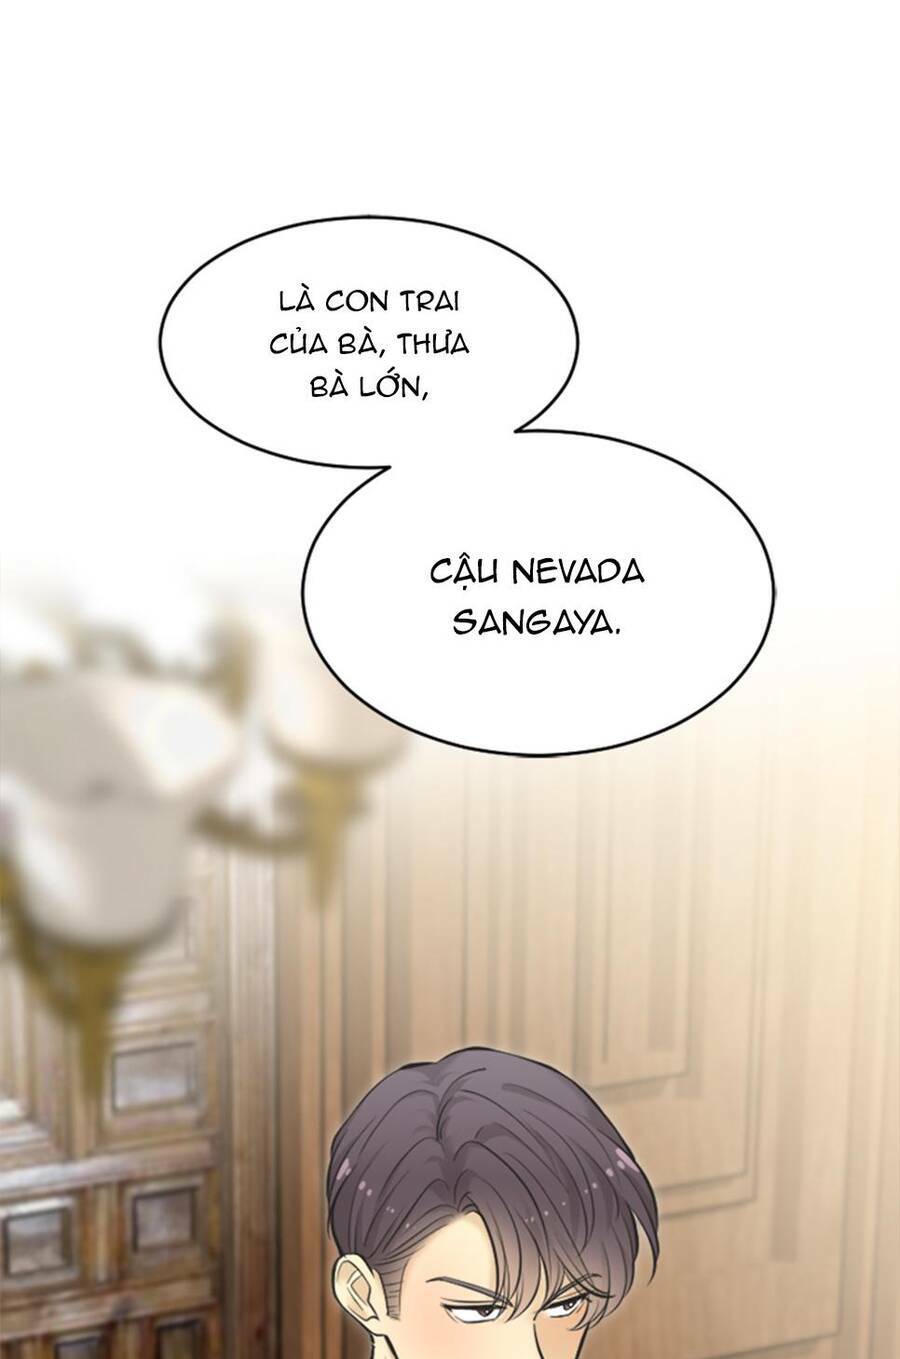 LÀ CON TRAI
CỦA BÀ, THƯA
BÀ LỚN,
CẬU NEVADA
SANGAYA.